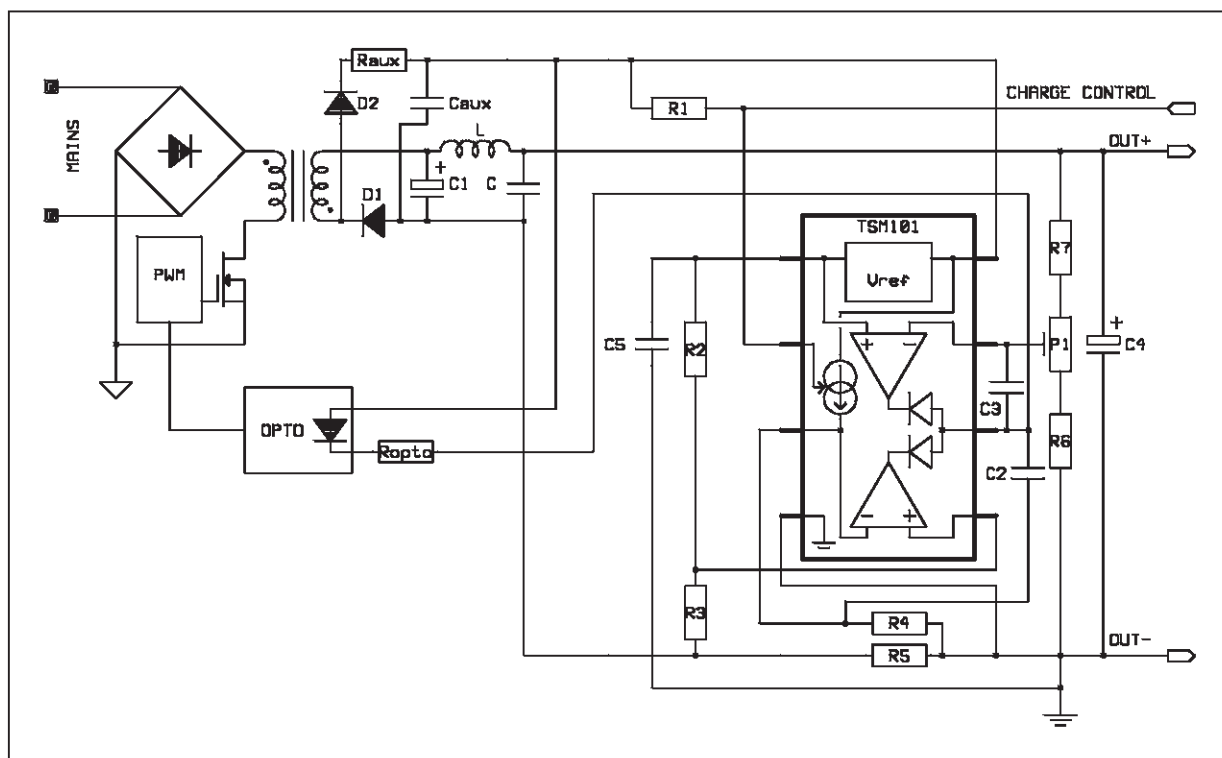 Raux
D2
Caux
R1
CHARGE CONTROL
MAINS
L
OUT+
+
C1
C
D1
TSM101
R7
PWM
Vref
+
C5
R2
+
-
P1
C4
C3
OPTO
Ropto
R6
C2
-
+
R3
R4
OUT-
R5